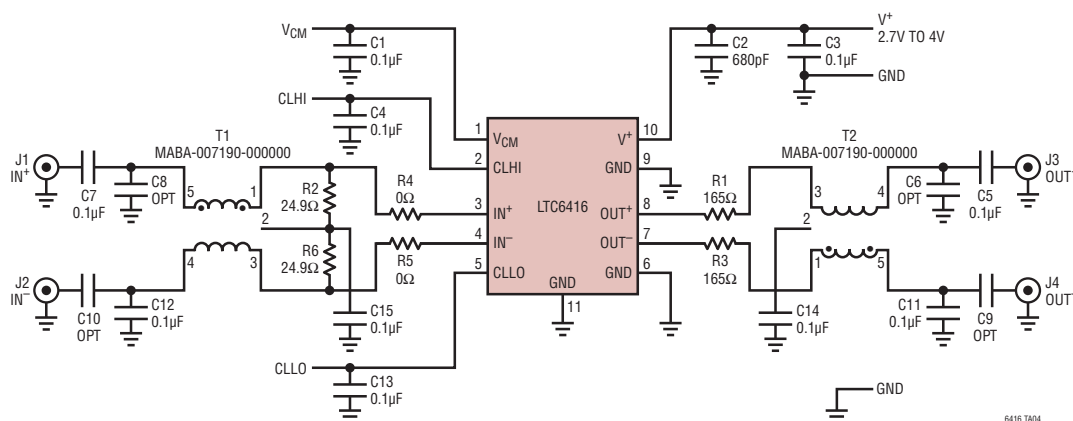 VCM
C1
0.1µF
C2
680pF
C3
0.1µF
V+
2.7V TO 4V
GND
CLHI
C4
0.1µF
1
VCM
2
CLHI
3
IN+
4
IN−
5
CLLO
LTC6416
GND
11
10
V+
9
GND
8
OUT+
7
OUT−
6
GND
J1
IN+
C7
0.1µF
C8
OPT
T1
MABA-007190-000000
5
1
2
4
3
R2
24.9Ω
R6
24.9Ω
R4
0Ω
R5
0Ω
J2
IN−
C10
OPT
C12
0.1µF
C15
0.1µF
CLLO
C13
0.1µF
R1
165Ω
R3
165Ω
T2
MABA-007190-000000
3
4
2
1
5
C6
OPT
C5
0.1µF
J3
OUT
C14
0.1µF
C11
0.1µF
C9
OPT
J4
OUT
GND
6416 TA04